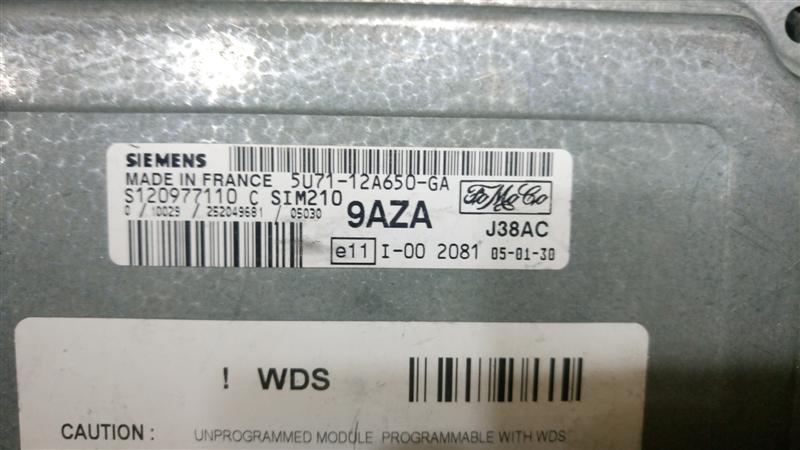 SIEMENS
MADE IN FRANCE 5U71-12A650-GA
S120977110 C SIM210
0 / 10029 / 252049681 / 05030
9AZA
FoMoCo
J38AC
e11 I-00 2081 05-01-30
! WDS
CAUTION : UNPROGRAMMED MODULE PROGRAMMABLE WITH WDS